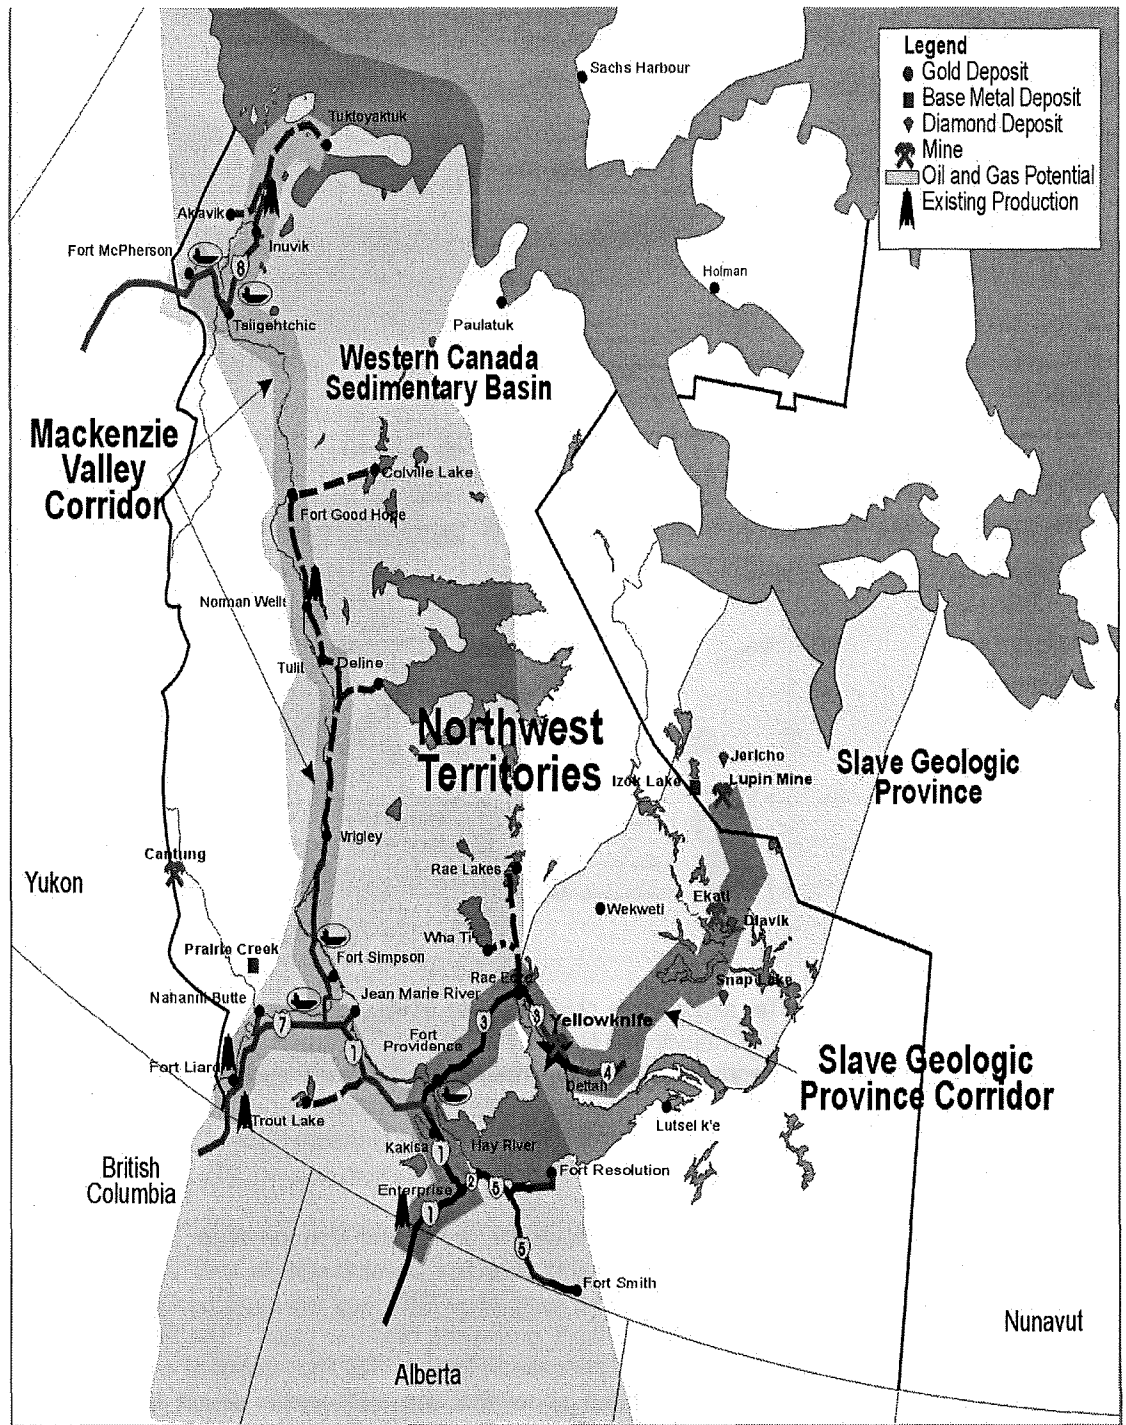 Legend
Gold Deposit
Base Metal Deposit
Diamond Deposit
Mine
Oil and Gas Potential
Existing Production
Sachs Harbour
Tuktoyaktuk
Aklavik
Inuvik
Fort McPherson
8
Tsiigehtchic
Holman
Paulatuk
Western Canada
Sedimentary Basin
Mackenzie
Valley
Corridor
Colville Lake
Fort Good Hope
Norman Wells
Tulit
Deline
Northwest
Territories
Jericho
Izok Lake
Lupin Mine
Slave Geologic
Province
Wrigley
Cantung
Yukon
Rae Lakes
Ekati
Wekweti
Diavik
Wha Ti
Prairie Creek
Fort Simpson
Rae Edzo
Snap Lake
Nahanni Butte
Jean Marie River
7
3
3
Yellowknife
Fort
Providence
1
Fort Liard
4
Dettah
Slave Geologic
Province Corridor
Trout Lake
Lutsel k'e
Kakisa
1
Hay River
British
Columbia
Fort Resolution
2
5
Enterprise
1
5
Fort Smith
Nunavut
Alberta